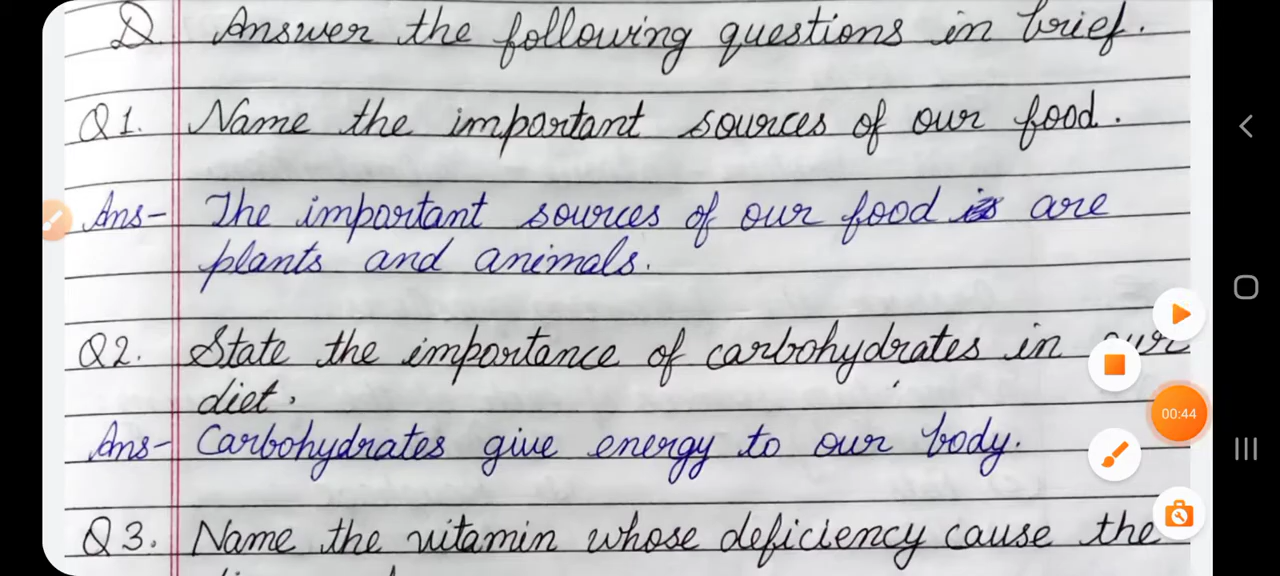 D. Answer the following questions in brief.
Q1. Name the important sources of our food.
Ans- The important sources of our food are
plants and animals.
Q2. State the importance of carbohydrates in our
diet.
Ans- Carbohydrates give energy to our body.
Q3. Name the vitamin whose deficiency cause the
00:44